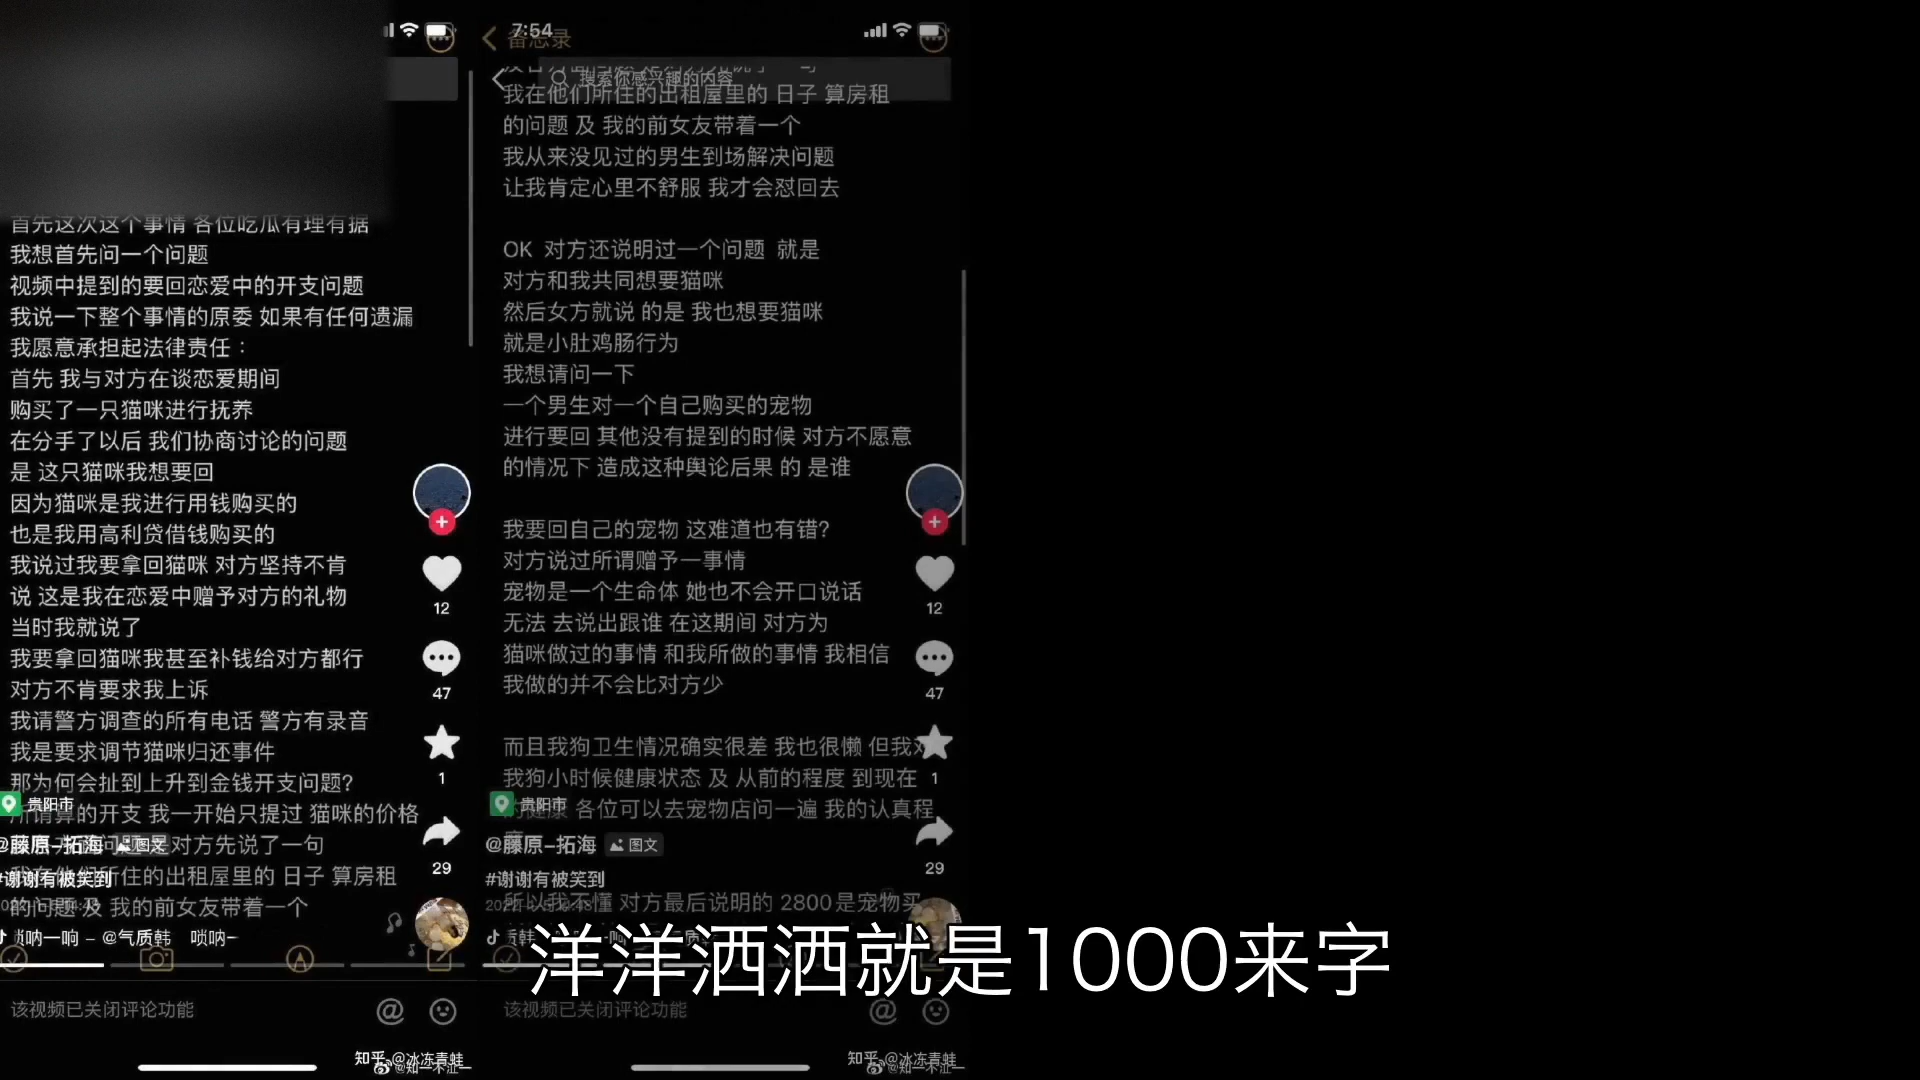 首先这次这个事情 各位吃瓜有理有据
我想首先问一个问题
视频中提到的要回恋爱中的开支问题
我说一下整个事情的原委 如果有任何遗漏
我愿意承担起法律责任：
首先 我与对方在谈恋爱期间
购买了一只猫咪进行抚养
在分手了以后 我们协商讨论的问题
是 这只猫咪我想要回
因为猫咪是我进行用钱购买的
也是我用高利贷借钱购买的
我说过我要拿回猫咪 对方坚持不肯
说 这是我在恋爱中赠予对方的礼物
当时我就说了
我要拿回猫咪我甚至补钱给对方都行
对方不肯要求我上诉
我请警方调查的所有电话 警方有录音
我是要求调节猫咪归还事件
那为何会扯到上升到金钱开支问题?
所谓算的开支 我一开始只提过 猫咪的价格
对方先说了一句
我在他们所住的出租屋里的 日子 算房租
的问题 及 我的前女友带着一个
贵阳市
@藤原–拓海 图文
#谢谢有被笑到
唢呐一响 – @气质韩 唢呐一
12
47
1
29
该视频已关闭评论功能
知乎 @冰冻青蛙
7:54
备忘录
搜索你感兴趣的内容
我在他们所住的出租屋里的 日子 算房租
的问题 及 我的前女友带着一个
我从来没见过的男生到场解决问题
让我肯定心里不舒服 我才会怼回去
OK 对方还说明过一个问题 就是
对方和我共同想要猫咪
然后女方就说 的是 我也想要猫咪
就是小肚鸡肠行为
我想请问一下
一个男生对一个自己购买的宠物
进行要回 其他没有提到的时候 对方不愿意
的情况下 造成这种舆论后果 的 是谁
我要回自己的宠物 这难道也有错?
对方说过所谓赠予一事情
宠物是一个生命体 她也不会开口说话
无法 去说出跟谁 在这期间 对方为
猫咪做过的事情 和我所做的事情 我相信
我做的并不会比对方少
而且我狗卫生情况确实很差 我也很懒 但我对
我狗小时候健康状态 及 从前的程度 到现在
的健康 各位可以去宠物店问一遍 我的认真程
所以我不懂 对方最后说明的 2800是宠物买
贵阳市
@藤原–拓海 图文
#谢谢有被笑到
12
47
1
29
该视频已关闭评论功能
知乎 @冰冻青蛙
洋洋洒洒就是1000来字